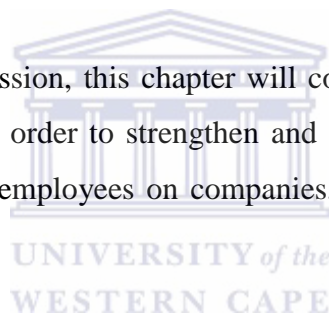 ssion, this chapter will co
order to strengthen and
employees on companies.
UNIVERSITY of the
WESTERN CAPE